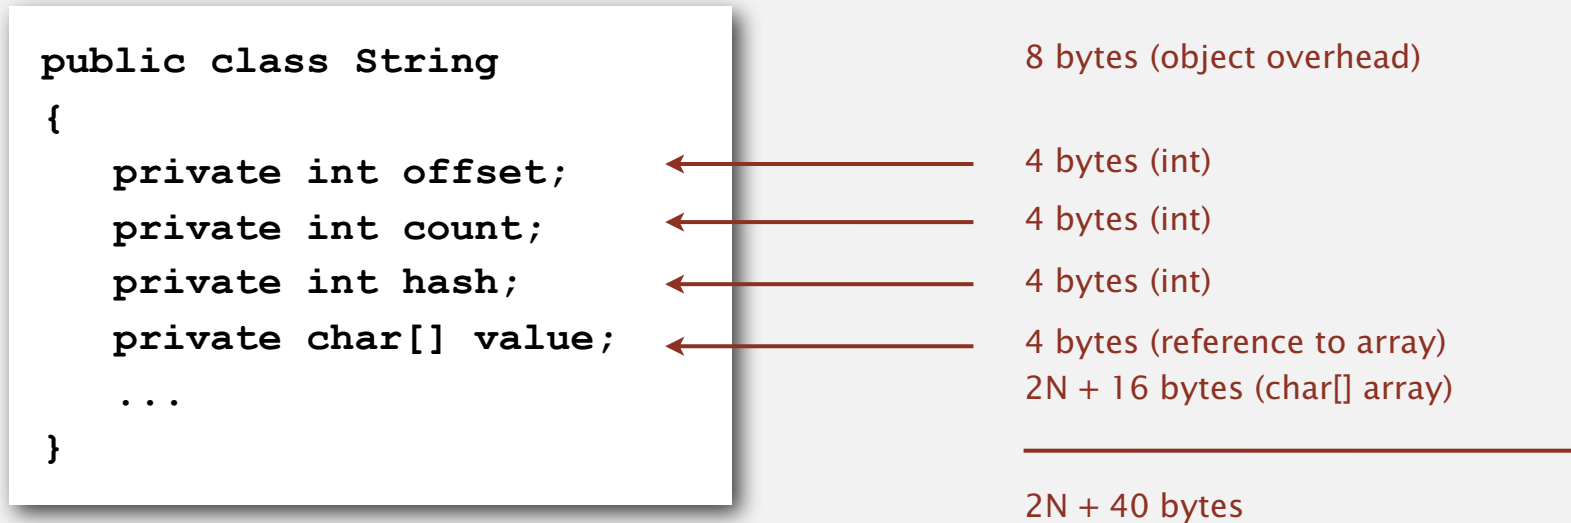 public class String
{
private int offset;
private int count;
private int hash;
private char[] value;
...
}
8 bytes (object overhead)
4 bytes (int)
4 bytes (int)
4 bytes (int)
4 bytes (reference to array)
2N + 16 bytes (char[] array)
2N + 40 bytes